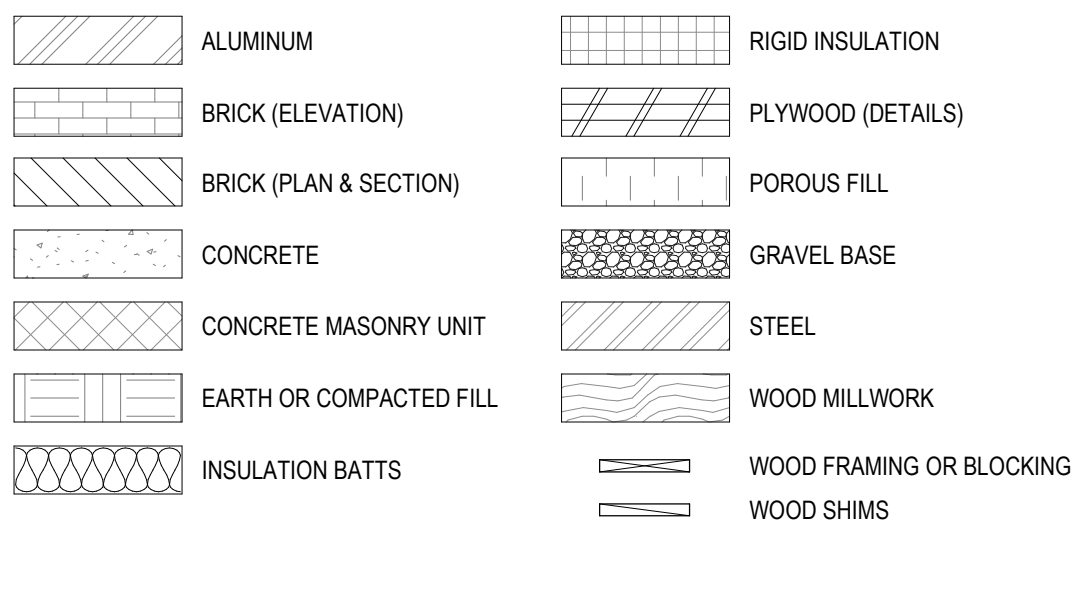 ALUMINUM
BRICK (ELEVATION)
BRICK (PLAN & SECTION)
CONCRETE
CONCRETE MASONRY UNIT
EARTH OR COMPACTED FILL
INSULATION BATTS
RIGID INSULATION
PLYWOOD (DETAILS)
POROUS FILL
GRAVEL BASE
STEEL
WOOD MILLWORK
WOOD FRAMING OR BLOCKING
WOOD SHIMS